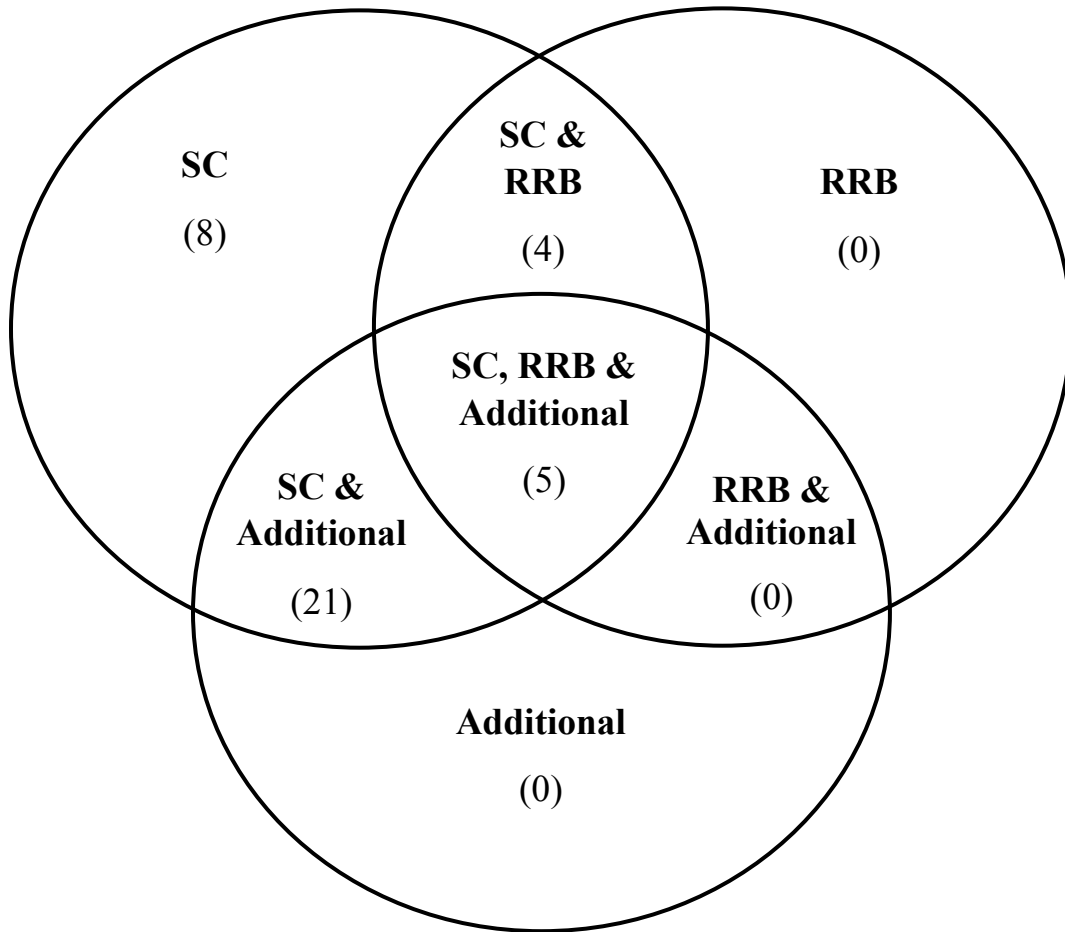 SC
(8)
SC &
RRB
(4)
RRB
(0)
SC, RRB &
Additional
(5)
SC &
Additional
(21)
RRB &
Additional
(0)
Additional
(0)